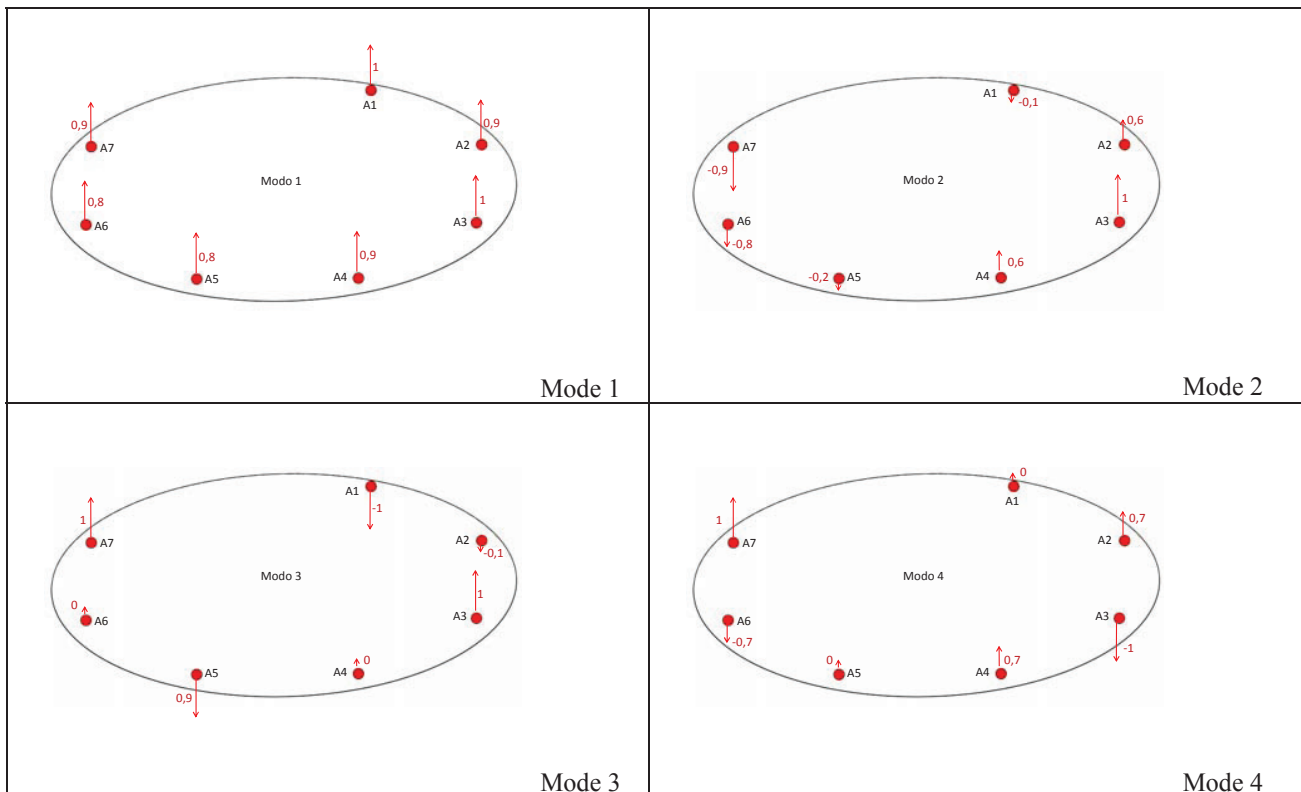 1
A1
0,9
0,9
A7
A2
Modo 1
0,8
1
A6
A3
0,8
0,9
A5
A4
Mode 1
A1
-0,1
0,6
A7
A2
-0,9
Modo 2
1
A6
A3
-0,8
-0,2
A5
A4
0,6
Mode 2
A1
-1
1
A7
A2
-0,1
Modo 3
0
1
A6
A3
A5
A4
0
0,9
Mode 3
0
A1
1
0,7
A7
A2
Modo 4
A6
A3
-0,7
-1
0
A5
A4
0,7
Mode 4